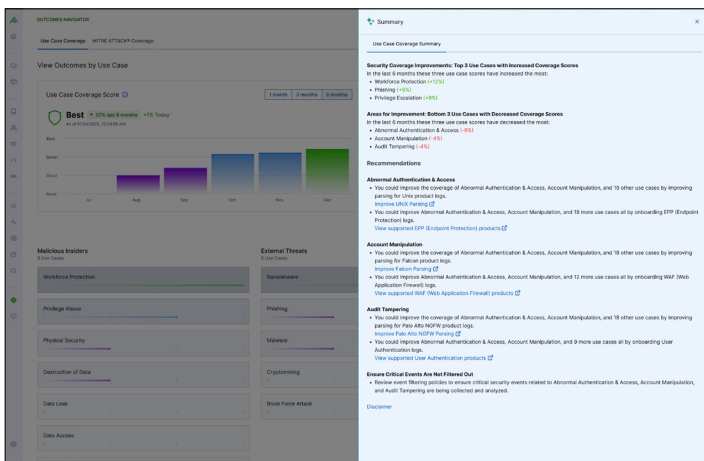 OUTCOMES NAVIGATOR
Use Case Coverage MITRE ATT&CK® Coverage
View Outcomes by Use Case
Use Case Coverage Score
1 month 3 months 6 months
Best 57% last 6 months +1% Today
Best
Better
Good
None
Jul Aug Sep Oct Nov Dec
Malicious Insiders
9 Use Cases
External Threats
Use Cases
Workforce Protection
Ransomware
Privilege Abuse
Phishing
Physical Security
Malware
Destruction of Data
Cryptomining
Data Leak
Brute Force Attack
Data Access
Summary
Use Case Coverage Summary
Security Coverage Improvements: Top 3 Use Cases with Increased Coverage Scores
In the last 6 months these three use case scores have increased the most:
• Workforce Protection (+12%)
• Phishing (+9%)
• Privilege Escalation (+8%)
Areas for Improvement: Bottom 3 Use Cases with Decreased Coverage Scores
In the last 6 months these three use case scores have decreased the most:
• Abnormal Authentication & Access (-8%)
• Account Manipulation (-4%)
• Audit Tampering (-4%)
Recommendations
Abnormal Authentication & Access
• You could improve the coverage of Abnormal Authentication & Access, Account Manipulation, and 19 other use cases by improving
parsing for Unix product logs.
Improve UNIX Parsing
• You could improve Abnormal Authentication & Access, Account Manipulation, and 18 more use cases all by onboarding EPP (Endpoint
Protection) logs.
View supported EPP (Endpoint Protection) products
Account Manipulation
• You could improve the coverage of Abnormal Authentication & Access, Account Manipulation, and 18 other use cases by improving
parsing for Falcon product logs.
Improve Falcon Parsing
• You could improve Abnormal Authentication & Access, Account Manipulation, and 12 more use cases all by onboarding WAF (Web
Application Firewall) logs.
View supported WAF (Web Application Firewall) products
Audit Tampering
• You could improve the coverage of Abnormal Authentication & Access, Account Manipulation, and 18 other use cases by improving
parsing for Palo Alto NGFW product logs.
Improve Palo Alto NGFW Parsing
• You could improve Abnormal Authentication & Access, Account Manipulation, and 9 more use cases all by onboarding User
Authentication logs.
View supported User Authentication products
Ensure Critical Events Are Not Filtered Out
• Review event filtering policies to ensure critical security events related to Abnormal Authentication & Access, Account Manipulation,
and Audit Tampering are being collected and analyzed.
Disclaimer